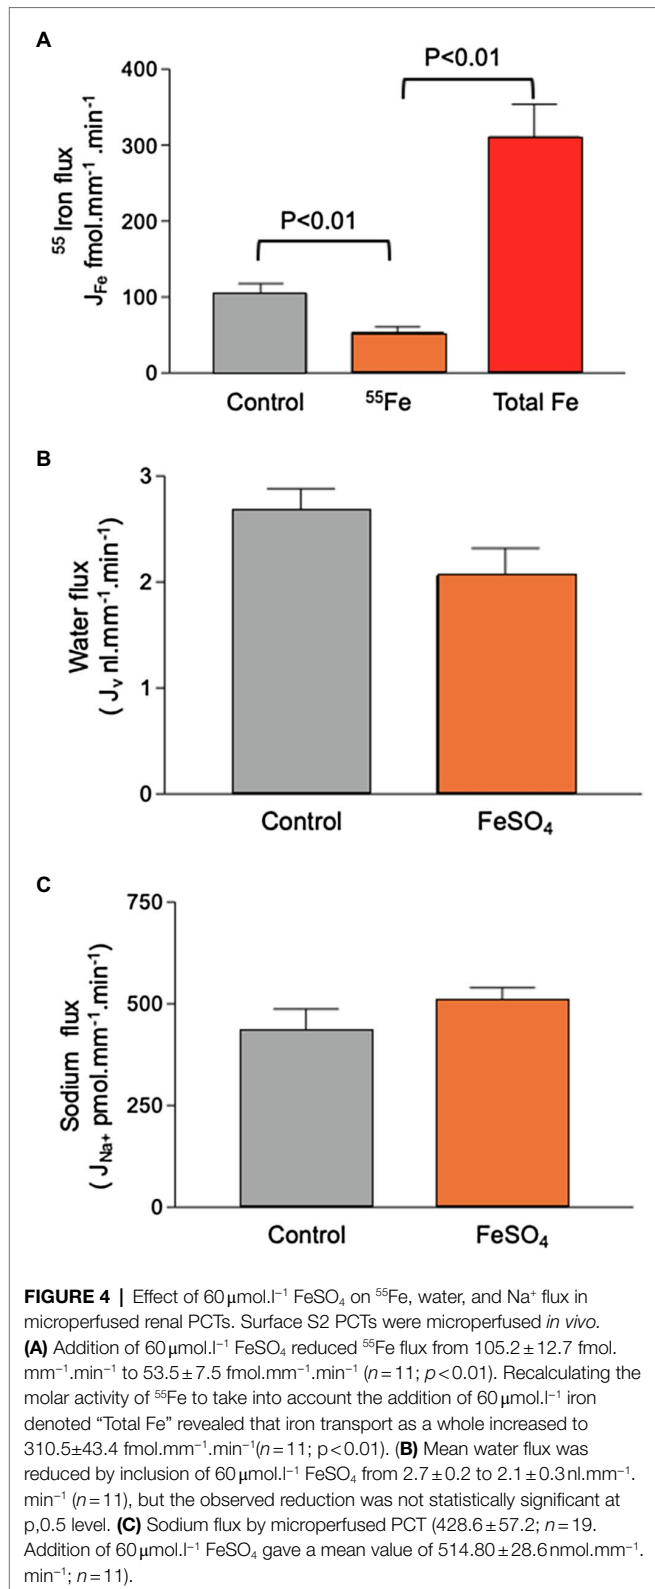 A
P<0.01
400
300
200
100
0
⁵⁵ Iron flux
J_Fe fmol.mm⁻¹ .min⁻¹
P<0.01
Control ⁵⁵Fe Total Fe
B
3
2
1
0
Water flux
( J_v nl.mm⁻¹.min⁻¹)
Control FeSO₄
C
750
500
250
0
Sodium flux
( J_Na+ pmol.mm⁻¹.min⁻¹)
Control FeSO₄
FIGURE 4 | Effect of 60 μmol.l⁻¹ FeSO₄ on ⁵⁵Fe, water, and Na⁺ flux in
microperfused renal PCTs. Surface S2 PCTs were microperfused in vivo.
(A) Addition of 60 μmol.l⁻¹ FeSO₄ reduced ⁵⁵Fe flux from 105.2 ± 12.7 fmol.
mm⁻¹.min⁻¹ to 53.5 ± 7.5 fmol.mm⁻¹.min⁻¹ (n = 11; p < 0.01). Recalculating the
molar activity of ⁵⁵Fe to take into account the addition of 60 μmol.l⁻¹ iron
denoted “Total Fe” revealed that iron transport as a whole increased to
310.5±43.4 fmol.mm⁻¹.min⁻¹(n = 11; p < 0.01). (B) Mean water flux was
reduced by inclusion of 60 μmol.l⁻¹ FeSO₄ from 2.7 ± 0.2 to 2.1 ± 0.3 nl.mm⁻¹.
min⁻¹ (n = 11), but the observed reduction was not statistically significant at
p,0.5 level. (C) Sodium flux by microperfused PCT (428.6 ± 57.2; n = 19.
Addition of 60 μmol.l⁻¹ FeSO₄ gave a mean value of 514.80 ± 28.6 nmol.mm⁻¹.
min⁻¹; n = 11).